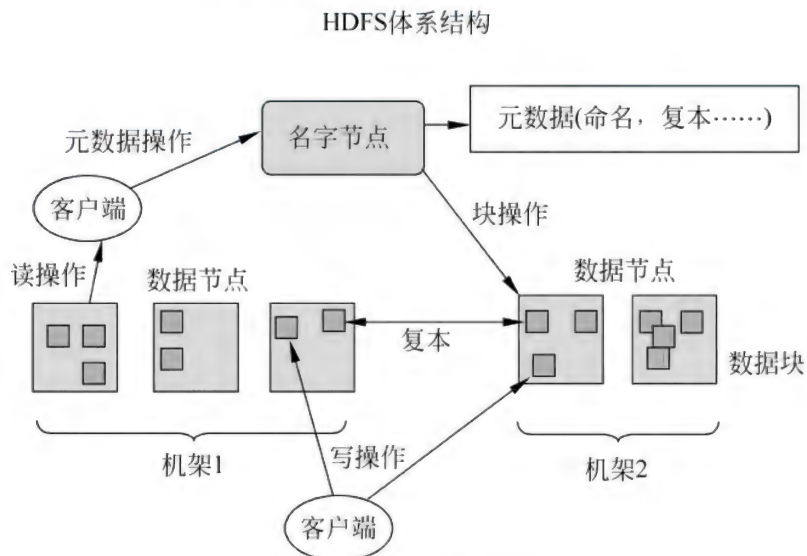 HDFS体系结构
元数据(命名，复本……)
元数据操作
名字节点
客户端
块操作
读操作
数据节点
数据节点
复本
数据块
机架1
写操作
机架2
客户端